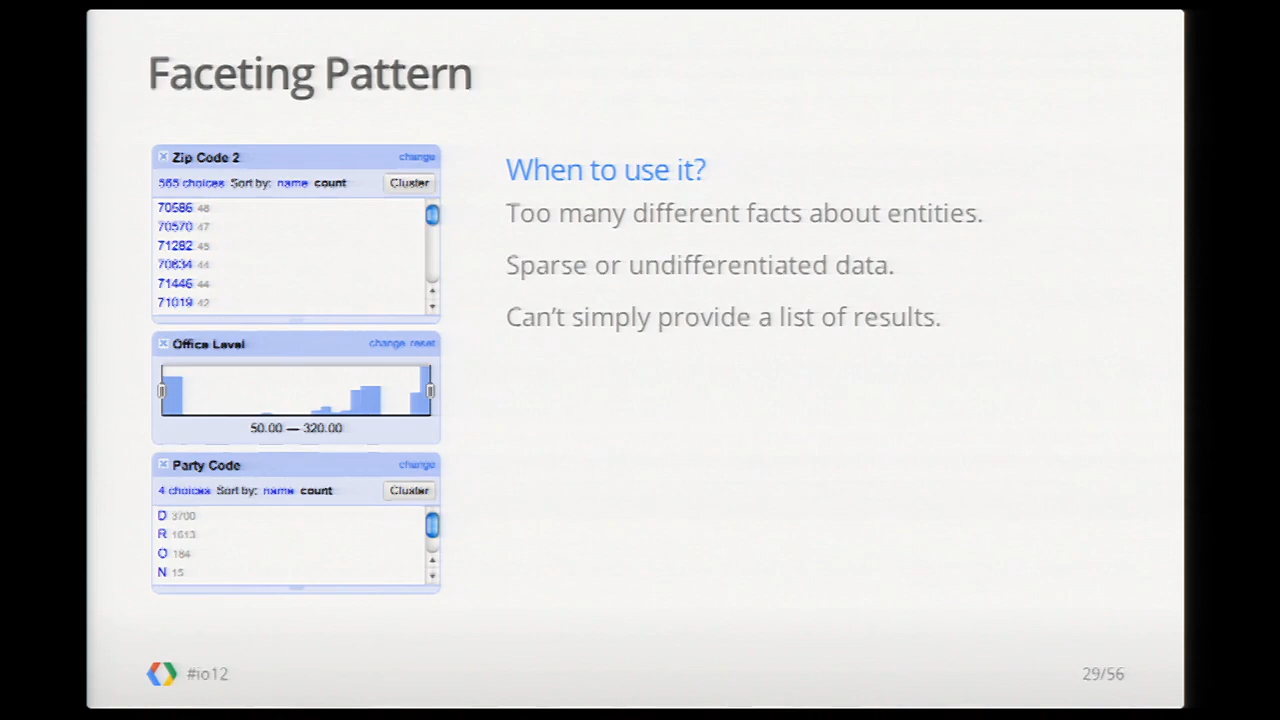 Faceting Pattern
Zip Code 2 change
565 choices Sort by: name count Cluster
70586 48
70570 47
71282 45
70634 44
71446 44
71019 42
Office Level change reset
50.00 — 320.00
Party Code change
4 choices Sort by: name count Cluster
D 3700
R 1613
O 184
N 15
When to use it?
Too many different facts about entities.
Sparse or undifferentiated data.
Can't simply provide a list of results.
#io12
29/56